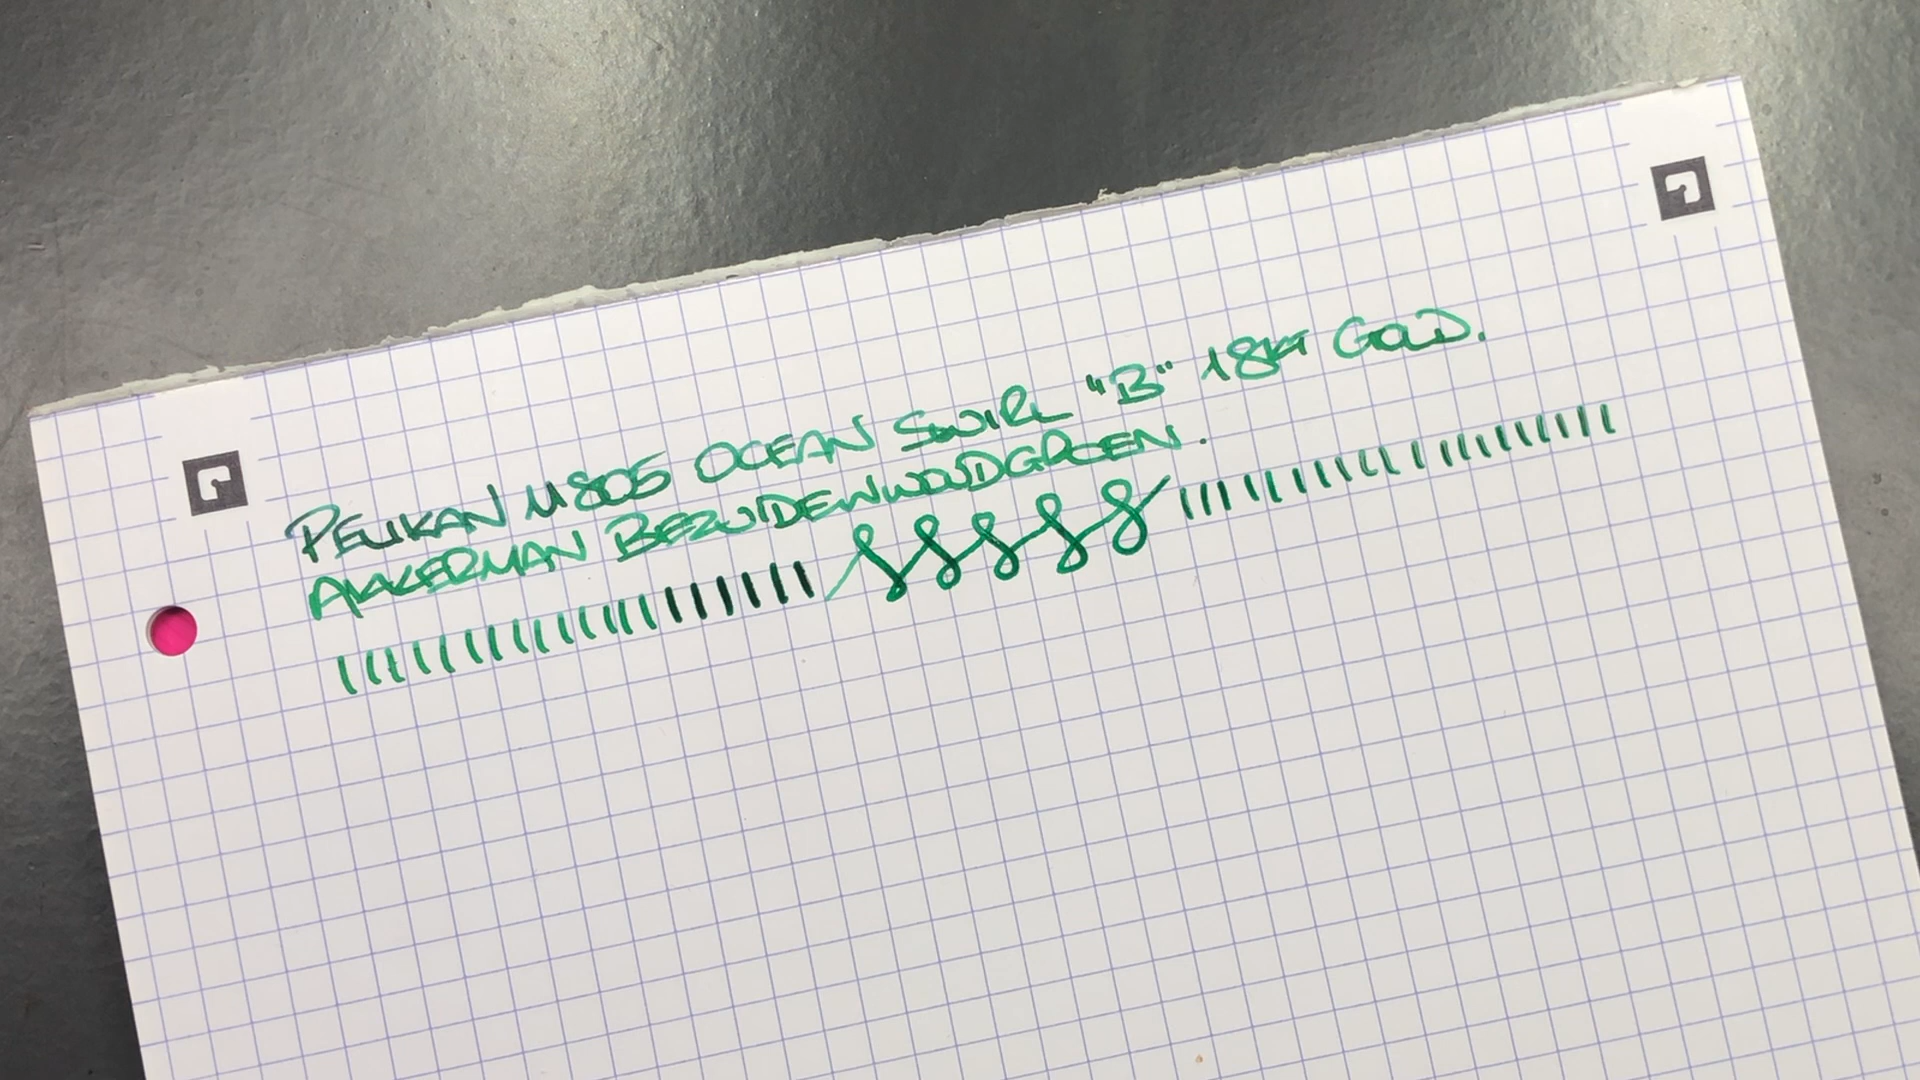 PELIKAN M805 OCEAN SWIRL "B" 18KT GOLD.
AKKERMAN BEZUIDENWOUDGROEN.